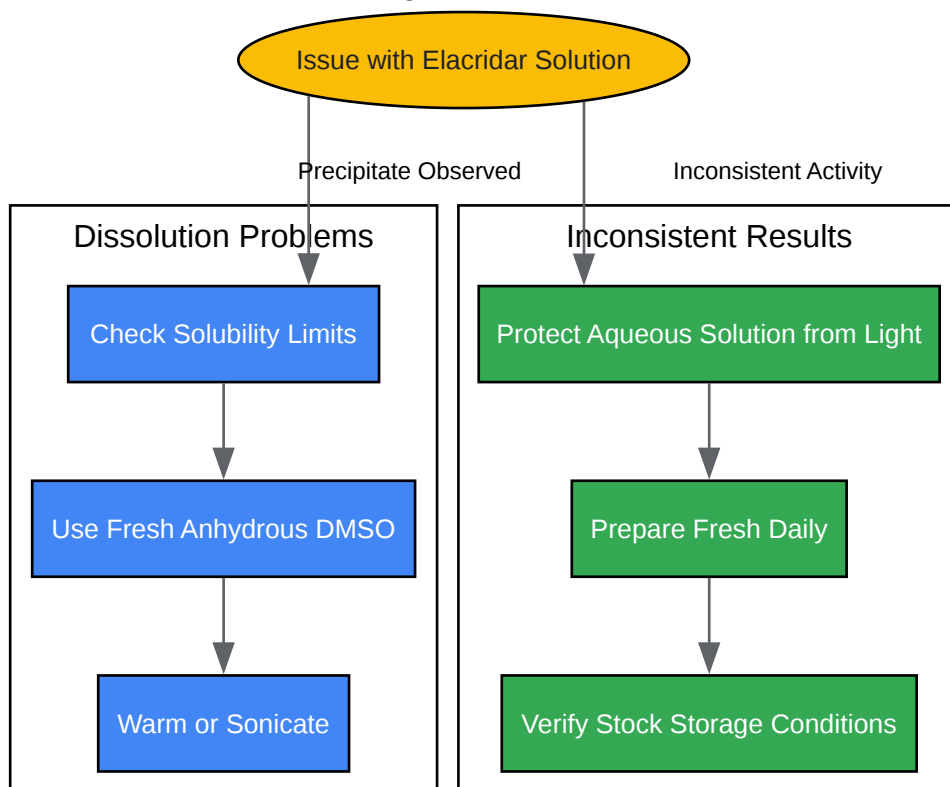 Issue with Elacridar Solution
Precipitate Observed
Inconsistent Activity
Dissolution Problems
Inconsistent Results
Check Solubility Limits
Protect Aqueous Solution from Light
Use Fresh Anhydrous DMSO
Prepare Fresh Daily
Warm or Sonicate
Verify Stock Storage Conditions